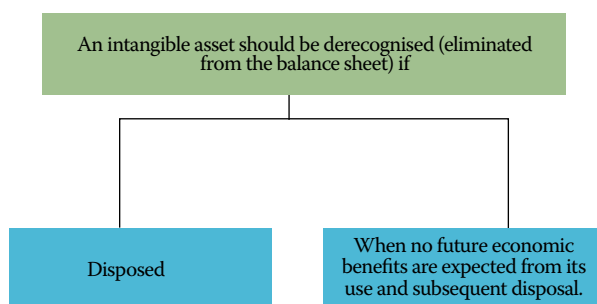 An intangible asset should be derecognised (eliminated
from the balance sheet) if
Disposed
When no future economic
benefits are expected from its
use and subsequent disposal.